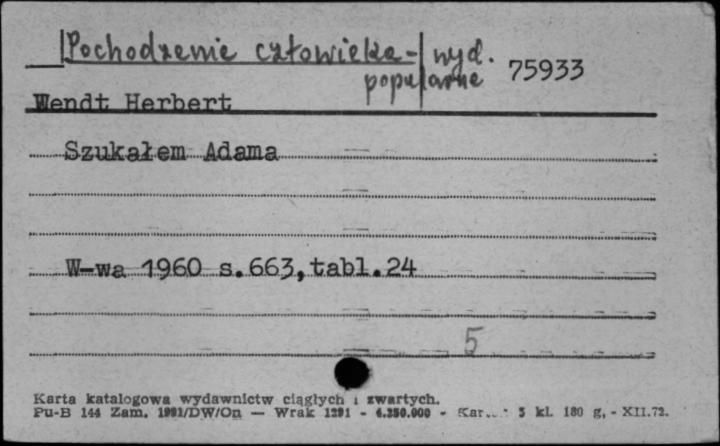 Pochodzenie człowieka - wyd.
popularne 75933
Wendt Herbert
Szukałem Adama
W-wa 1960 s.663,tabl.24
5
Karta katalogowa wydawnictw ciągłych i zwartych.
Pu-B 144 Zam. 1991/DW/On — Wrak 1291 - 4.250.000 - 5 kl. 180 g, - XII.72.